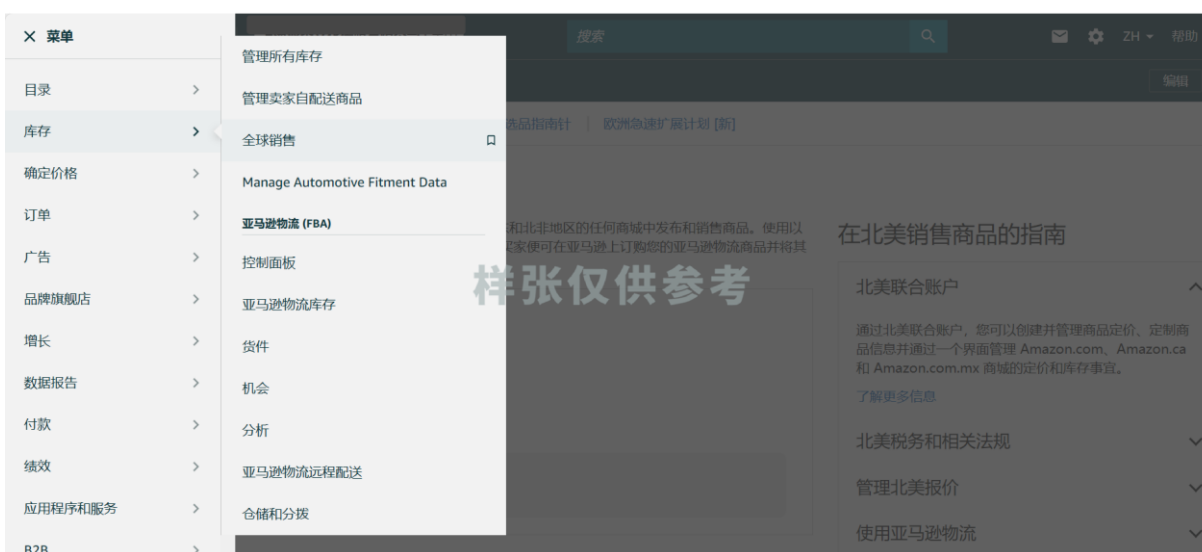 菜单
搜索
ZH
帮助
编辑
目录
库存
确定价格
订单
广告
品牌旗舰店
增长
数据报告
付款
绩效
应用程序和服务
B2B
管理所有库存
管理卖家自配送商品
全球销售
Manage Automotive Fitment Data
亚马逊物流 (FBA)
控制面板
亚马逊物流库存
货件
机会
分析
亚马逊物流远程配送
仓储和分拨
选品指南针
欧洲急速扩展计划 [新]
和北非地区的任何商城中发布和销售商品。使用以
买家便可在亚马逊上订购您的亚马逊物流商品并将其
样张仅供参考
在北美销售商品的指南
北美联合账户
通过北美联合账户，您可以创建并管理商品定价、定制商
品信息并通过一个界面管理 Amazon.com、Amazon.ca
和 Amazon.com.mx 商城的定价和库存事宜。
了解更多信息
北美税务和相关法规
管理北美报价
使用亚马逊物流